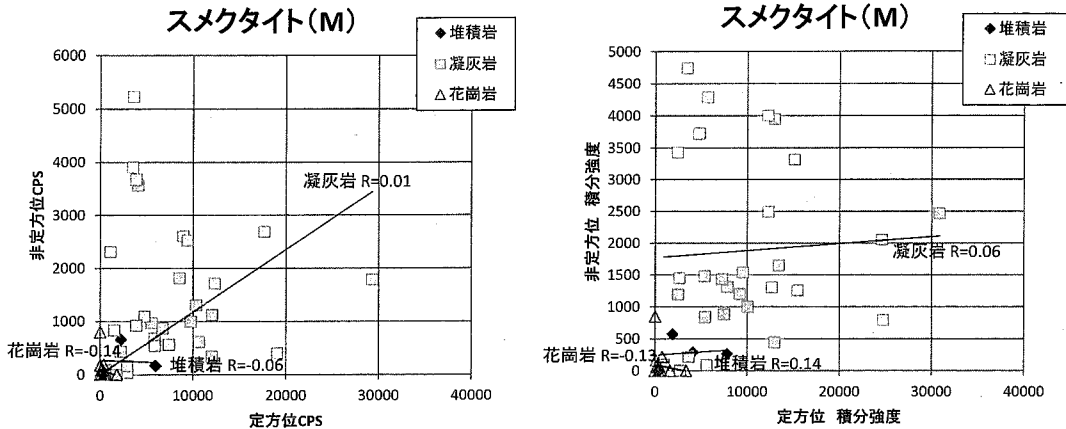 スメクタイト(M)
◆堆積岩
□凝灰岩
△花崗岩
6000
5000
4000
3000
2000
1000
0
非定方位CPS
凝灰岩 R=0.01
花崗岩 R=-0.14
堆積岩 R=-0.06
0 10000 20000 30000 40000
定方位CPS
スメクタイト(M)
◆堆積岩
□凝灰岩
△花崗岩
5000
4500
4000
3500
3000
2500
2000
1500
1000
500
0
非定方位 積分強度
凝灰岩 R=0.06
花崗岩 R=-0.13
堆積岩 R=0.14
0 10000 20000 30000 40000
定方位 積分強度